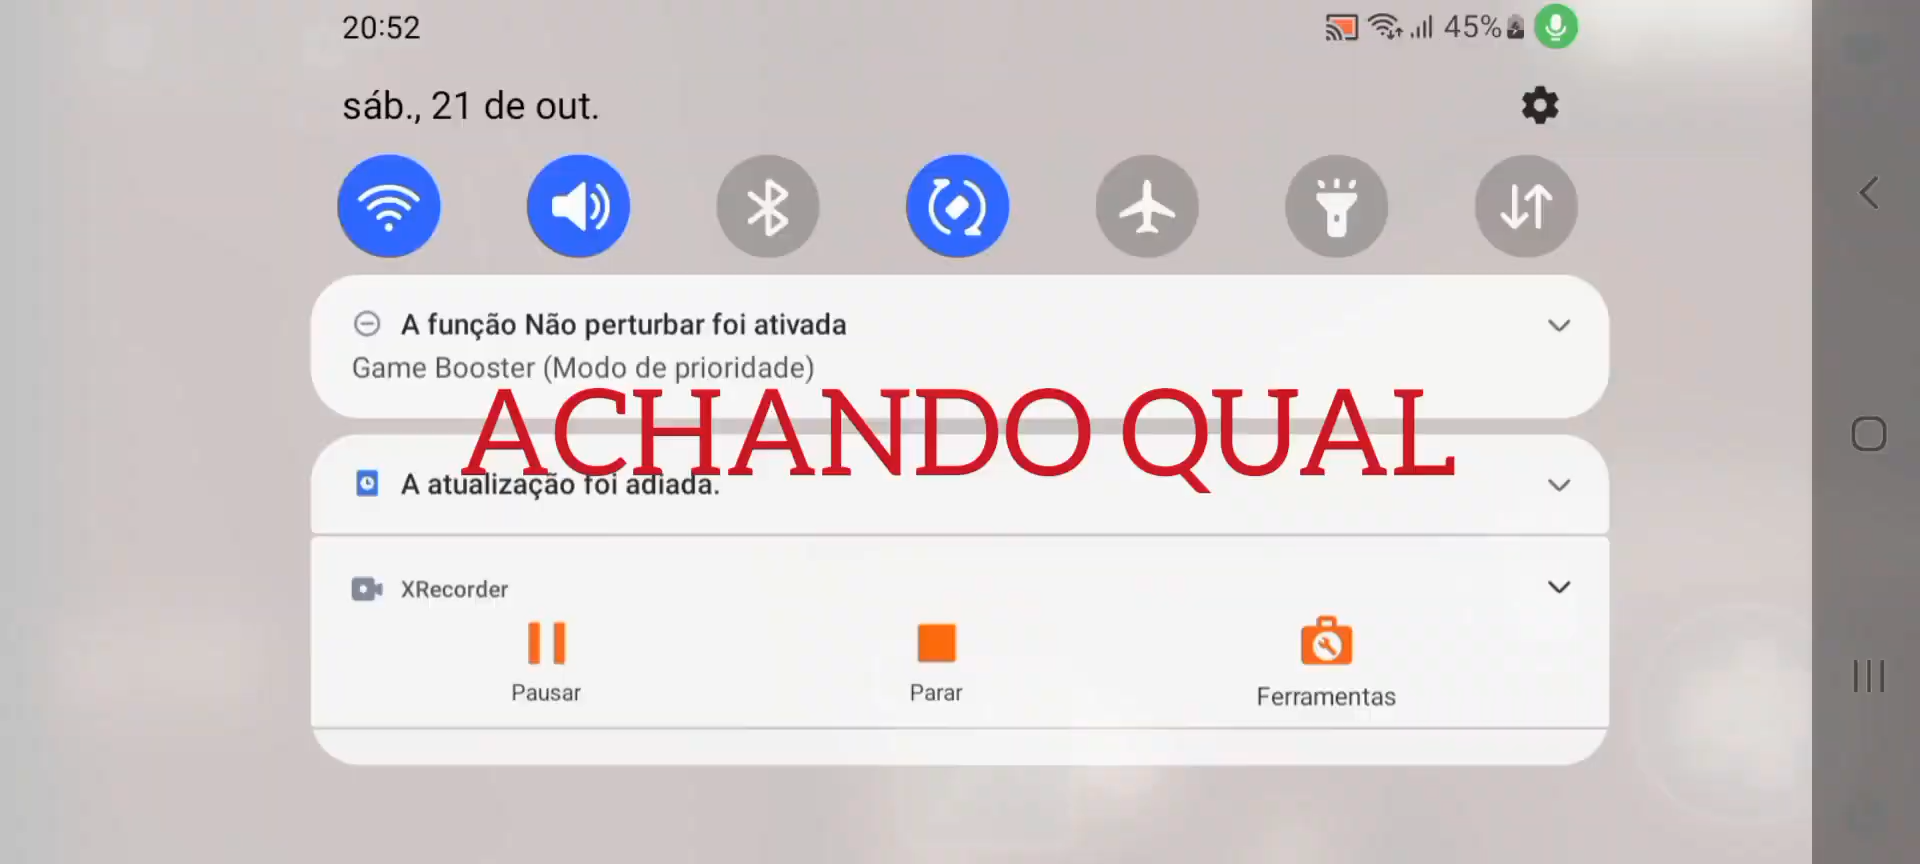 20:52
45%
sáb., 21 de out.
A função Não perturbar foi ativada
Game Booster (Modo de prioridade)
ACHANDO QUAL
A atualização foi adiada.
XRecorder
Pausar
Parar
Ferramentas